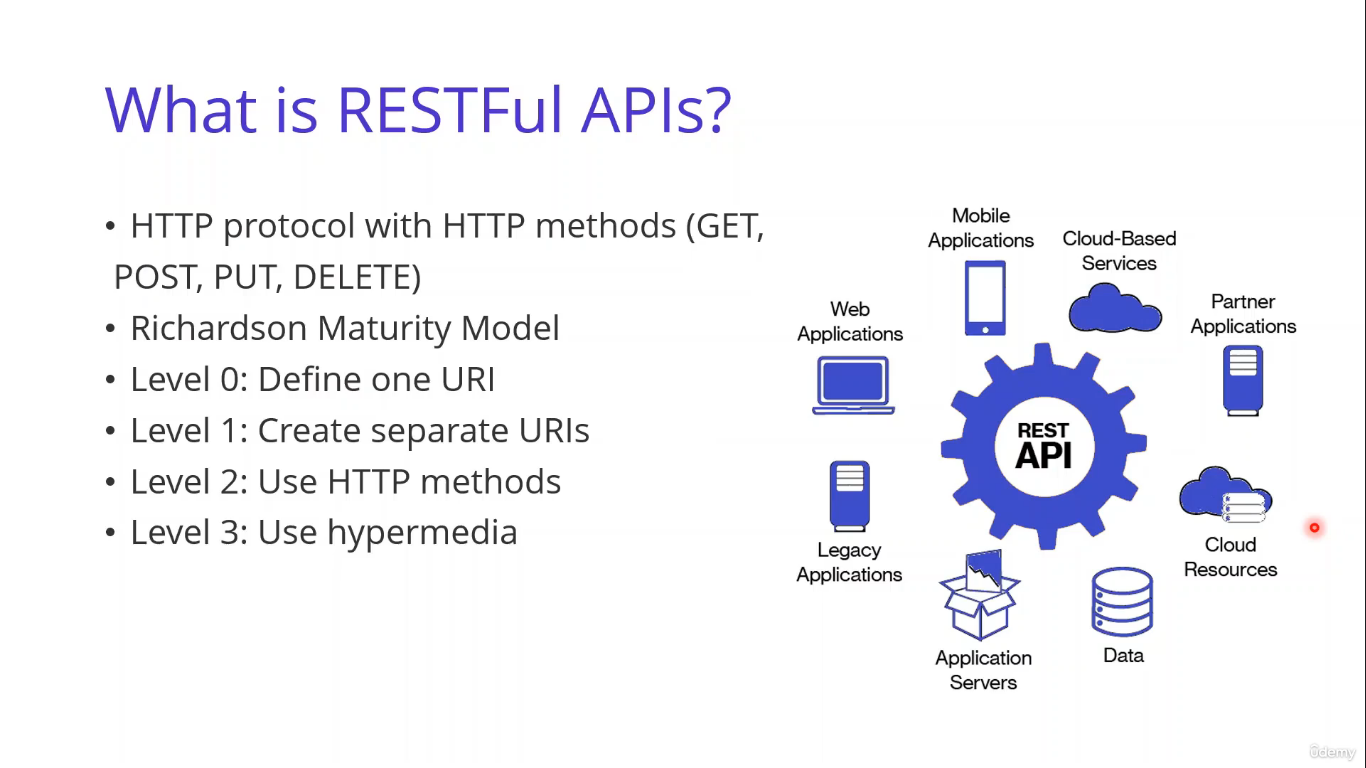 What is RESTFul APIs?
• HTTP protocol with HTTP methods (GET,
POST, PUT, DELETE)
• Richardson Maturity Model
• Level 0: Define one URI
• Level 1: Create separate URIs
• Level 2: Use HTTP methods
• Level 3: Use hypermedia
Mobile
Applications
Cloud-Based
Services
Web
Applications
Partner
Applications
REST
API
Legacy
Applications
Cloud
Resources
Application
Servers
Data
ûdemy